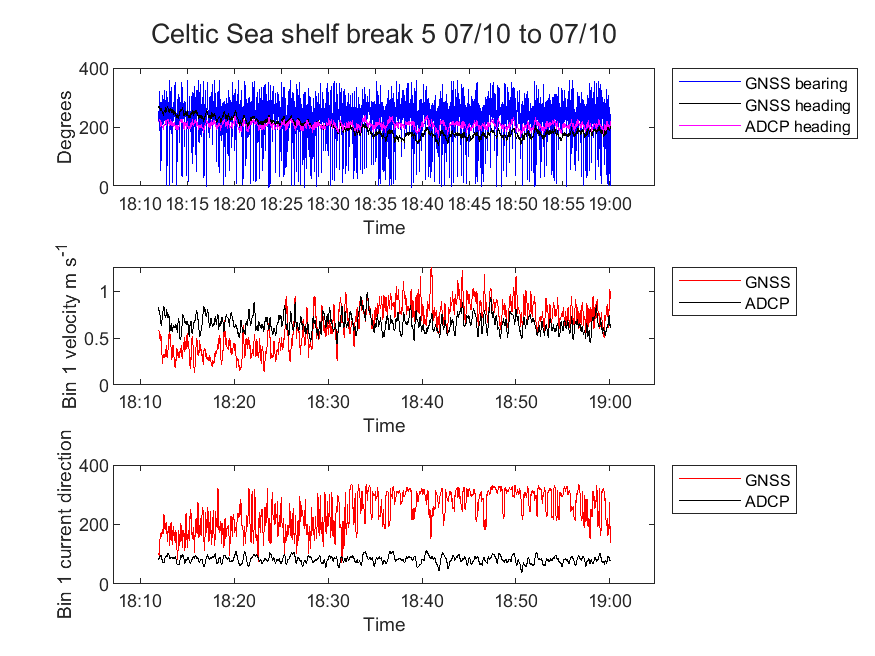 Celtic Sea shelf break 5 07/10 to 07/10
400
200
0
Degrees
18:10 18:15 18:20 18:25 18:30 18:35 18:40 18:45 18:50 18:55 19:00
Time
GNSS bearing
GNSS heading
ADCP heading
1
0.5
0
Bin 1 velocity m s-1
18:10 18:20 18:30 18:40 18:50 19:00
Time
GNSS
ADCP
400
200
0
Bin 1 current direction
18:10 18:20 18:30 18:40 18:50 19:00
Time
GNSS
ADCP